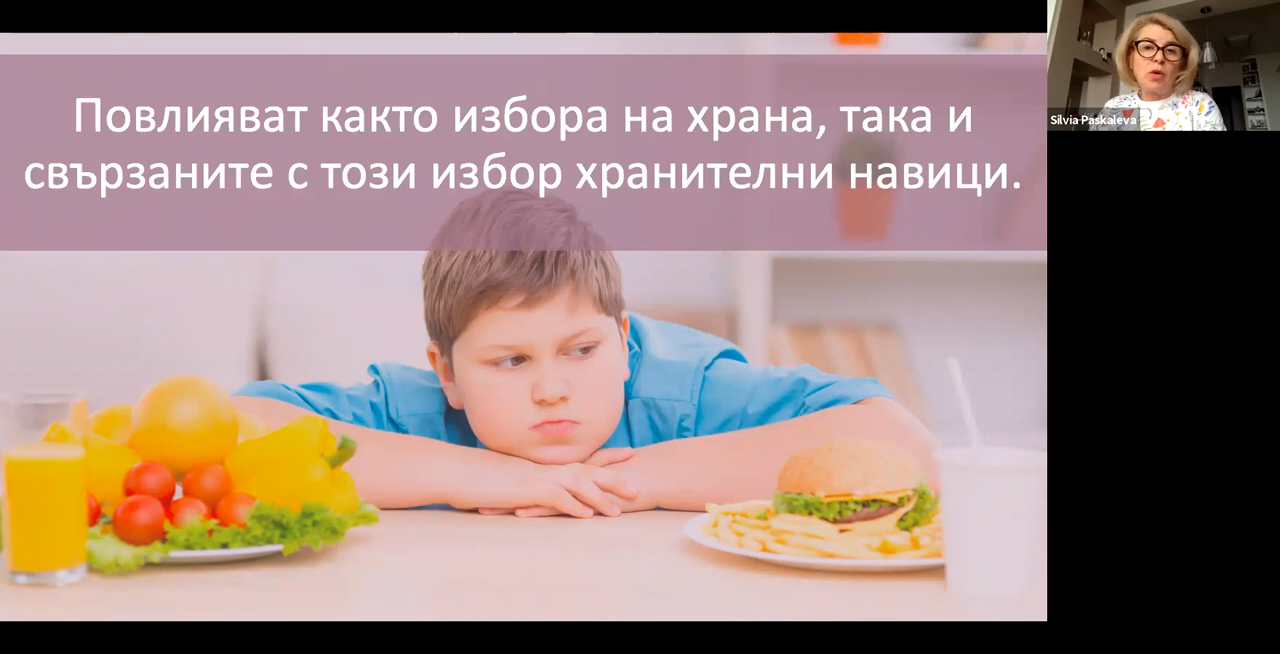 Повлияват както избора на храна, така и
свързаните с този избор хранителни навици.
Silvia Paskaleva